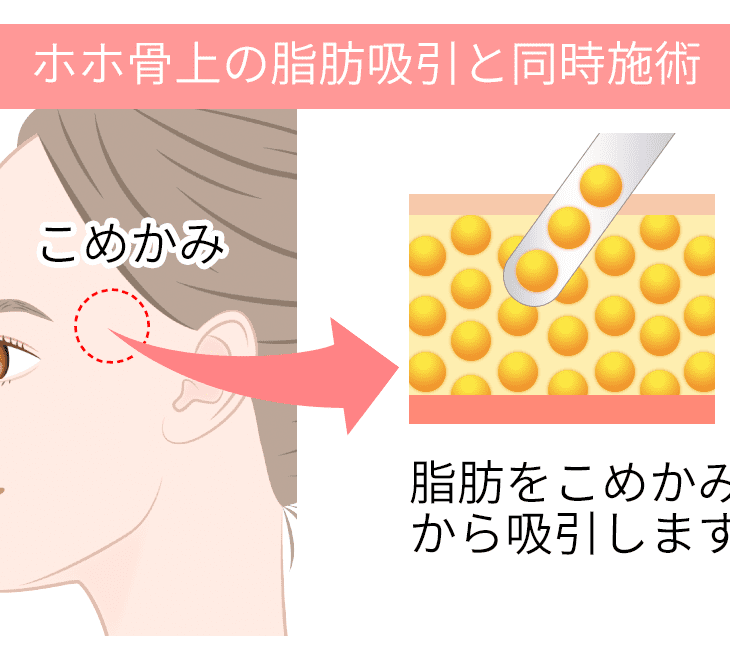 ホホ骨上の脂肪吸引と同時施術
こめかみ
脂肪をこめかみ
から吸引します